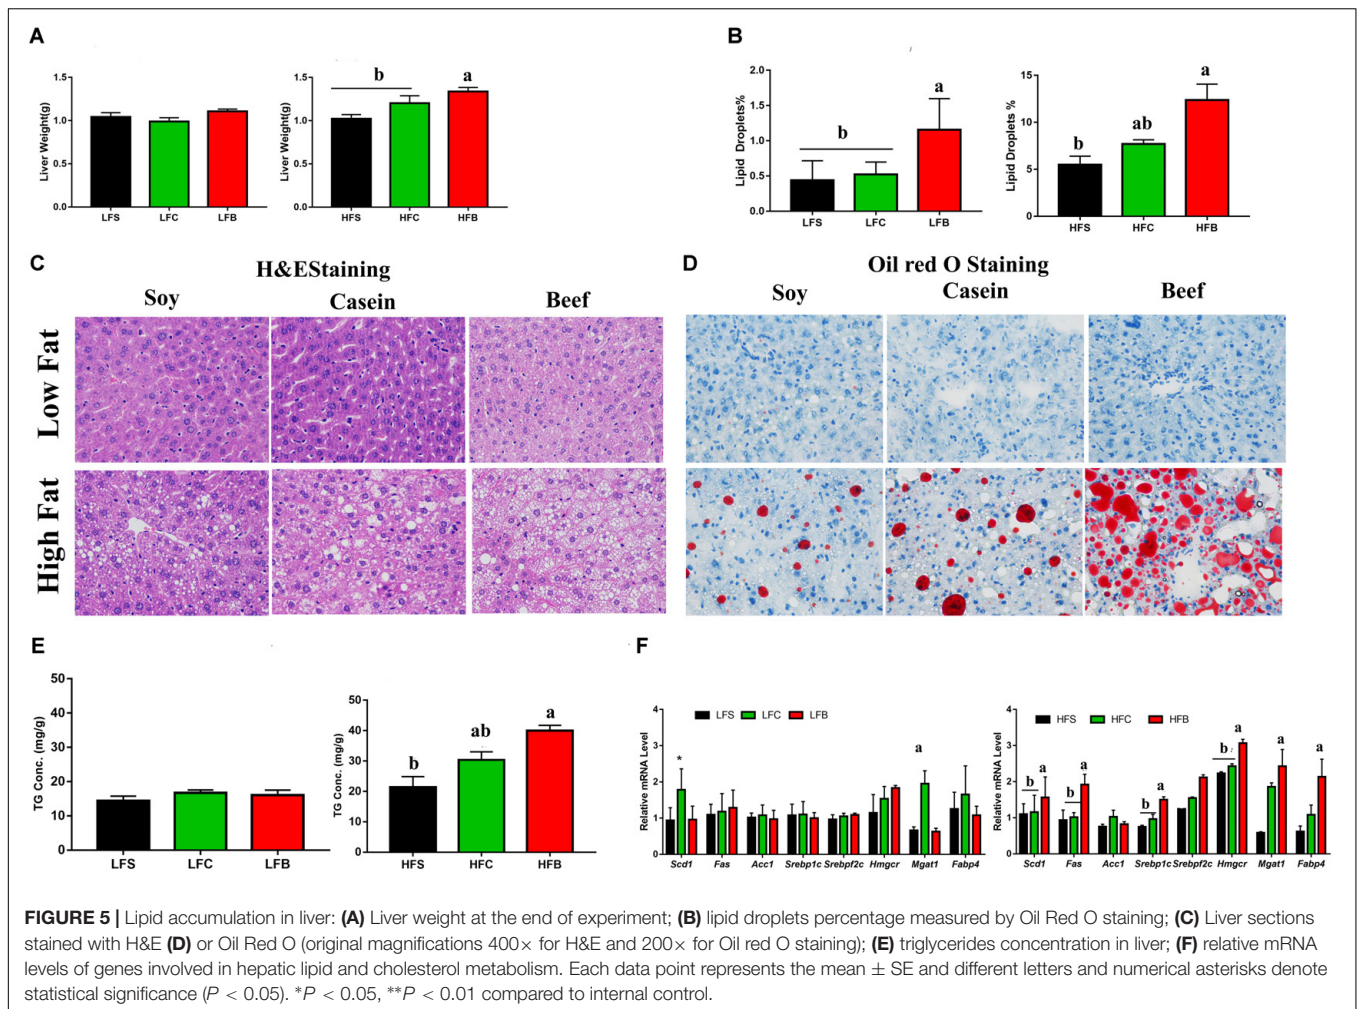 A
1.5
1.0
0.5
0.0
Liver Weight(g)
LFS LFC LFB
1.5
1.0
0.5
0.0
Liver Weight(g)
b
a
HFS HFC HFB
B
2.0
1.5
1.0
0.5
0.0
Lipid Droplets%
b
a
LFS LFC LFB
15
10
5
0
Lipid Droplets %
b
ab
a
HFS HFC HFB
C
H&EStaining
Soy Casein Beef
Low Fat
High Fat
D
Oil red O Staining
Soy Casein Beef
E
50
40
30
20
10
0
TG Conc. (mg/g)
LFS LFC LFB
50
40
30
20
10
0
TG Conc. (mg/g)
b
ab
a
HFS HFC HFB
F
4
3
2
1
0
Relative mRNA Level
LFS LFC LFB
*
a
Scd1 Fas Acc1 Srebp1c Srebpf2c Hmgcr Mgat1 Fabp4
4
3
2
1
0
Relative mRNA Level
HFS HFC HFB
b a
b a
b a
b a
a
a
Scd1 Fas Acc1 Srebp1c Srebpf2c Hmgcr Mgat1 Fabp4
FIGURE 5 | Lipid accumulation in liver: (A) Liver weight at the end of experiment; (B) lipid droplets percentage measured by Oil Red O staining; (C) Liver sections
stained with H&E (D) or Oil Red O (original magnifications 400× for H&E and 200× for Oil red O staining); (E) triglycerides concentration in liver; (F) relative mRNA
levels of genes involved in hepatic lipid and cholesterol metabolism. Each data point represents the mean ± SE and different letters and numerical asterisks denote
statistical significance (P < 0.05). *P < 0.05, **P < 0.01 compared to internal control.